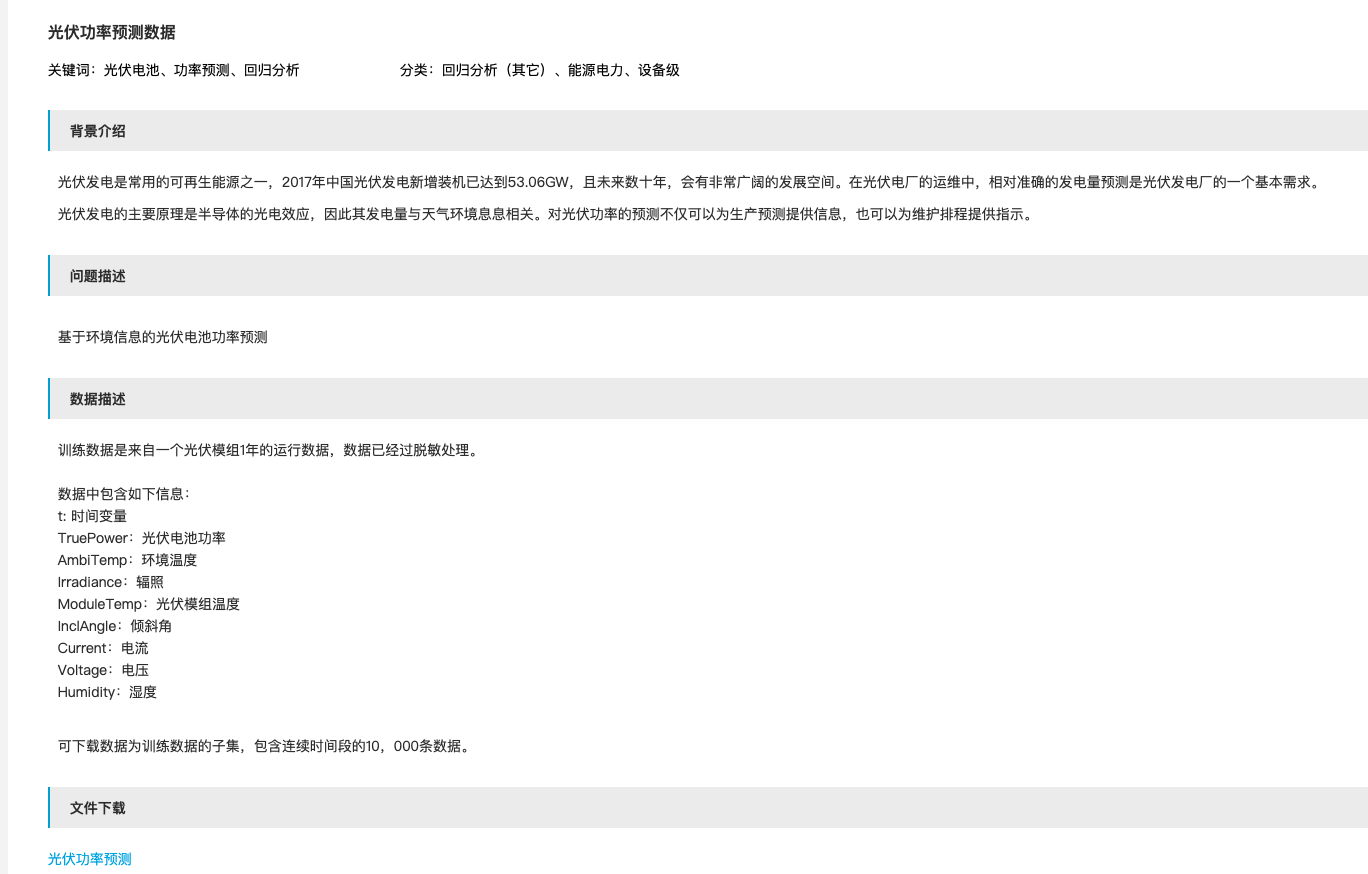 光伏功率预测数据
关键词：光伏电池、功率预测、回归分析
分类：回归分析（其它）、能源电力、设备级
背景介绍
光伏发电是常用的可再生能源之一，2017年中国光伏发电新增装机已达到53.06GW，且未来数十年，会有非常广阔的发展空间。在光伏电厂的运维中，相对准确的发电量预测是光伏发电厂的一个基本需求。
光伏发电的主要原理是半导体的光电效应，因此其发电量与天气环境息息相关。对光伏功率的预测不仅可以为生产预测提供信息，也可以为维护排程提供指示。
问题描述
基于环境信息的光伏电池功率预测
数据描述
训练数据是来自一个光伏模组1年的运行数据，数据已经过脱敏处理。
数据中包含如下信息：
t: 时间变量
TruePower：光伏电池功率
AmbiTemp：环境温度
Irradiance：辐照
ModuleTemp：光伏模组温度
InclAngle：倾斜角
Current：电流
Voltage：电压
Humidity：湿度
可下载数据为训练数据的子集，包含连续时间段的10，000条数据。
文件下载
光伏功率预测